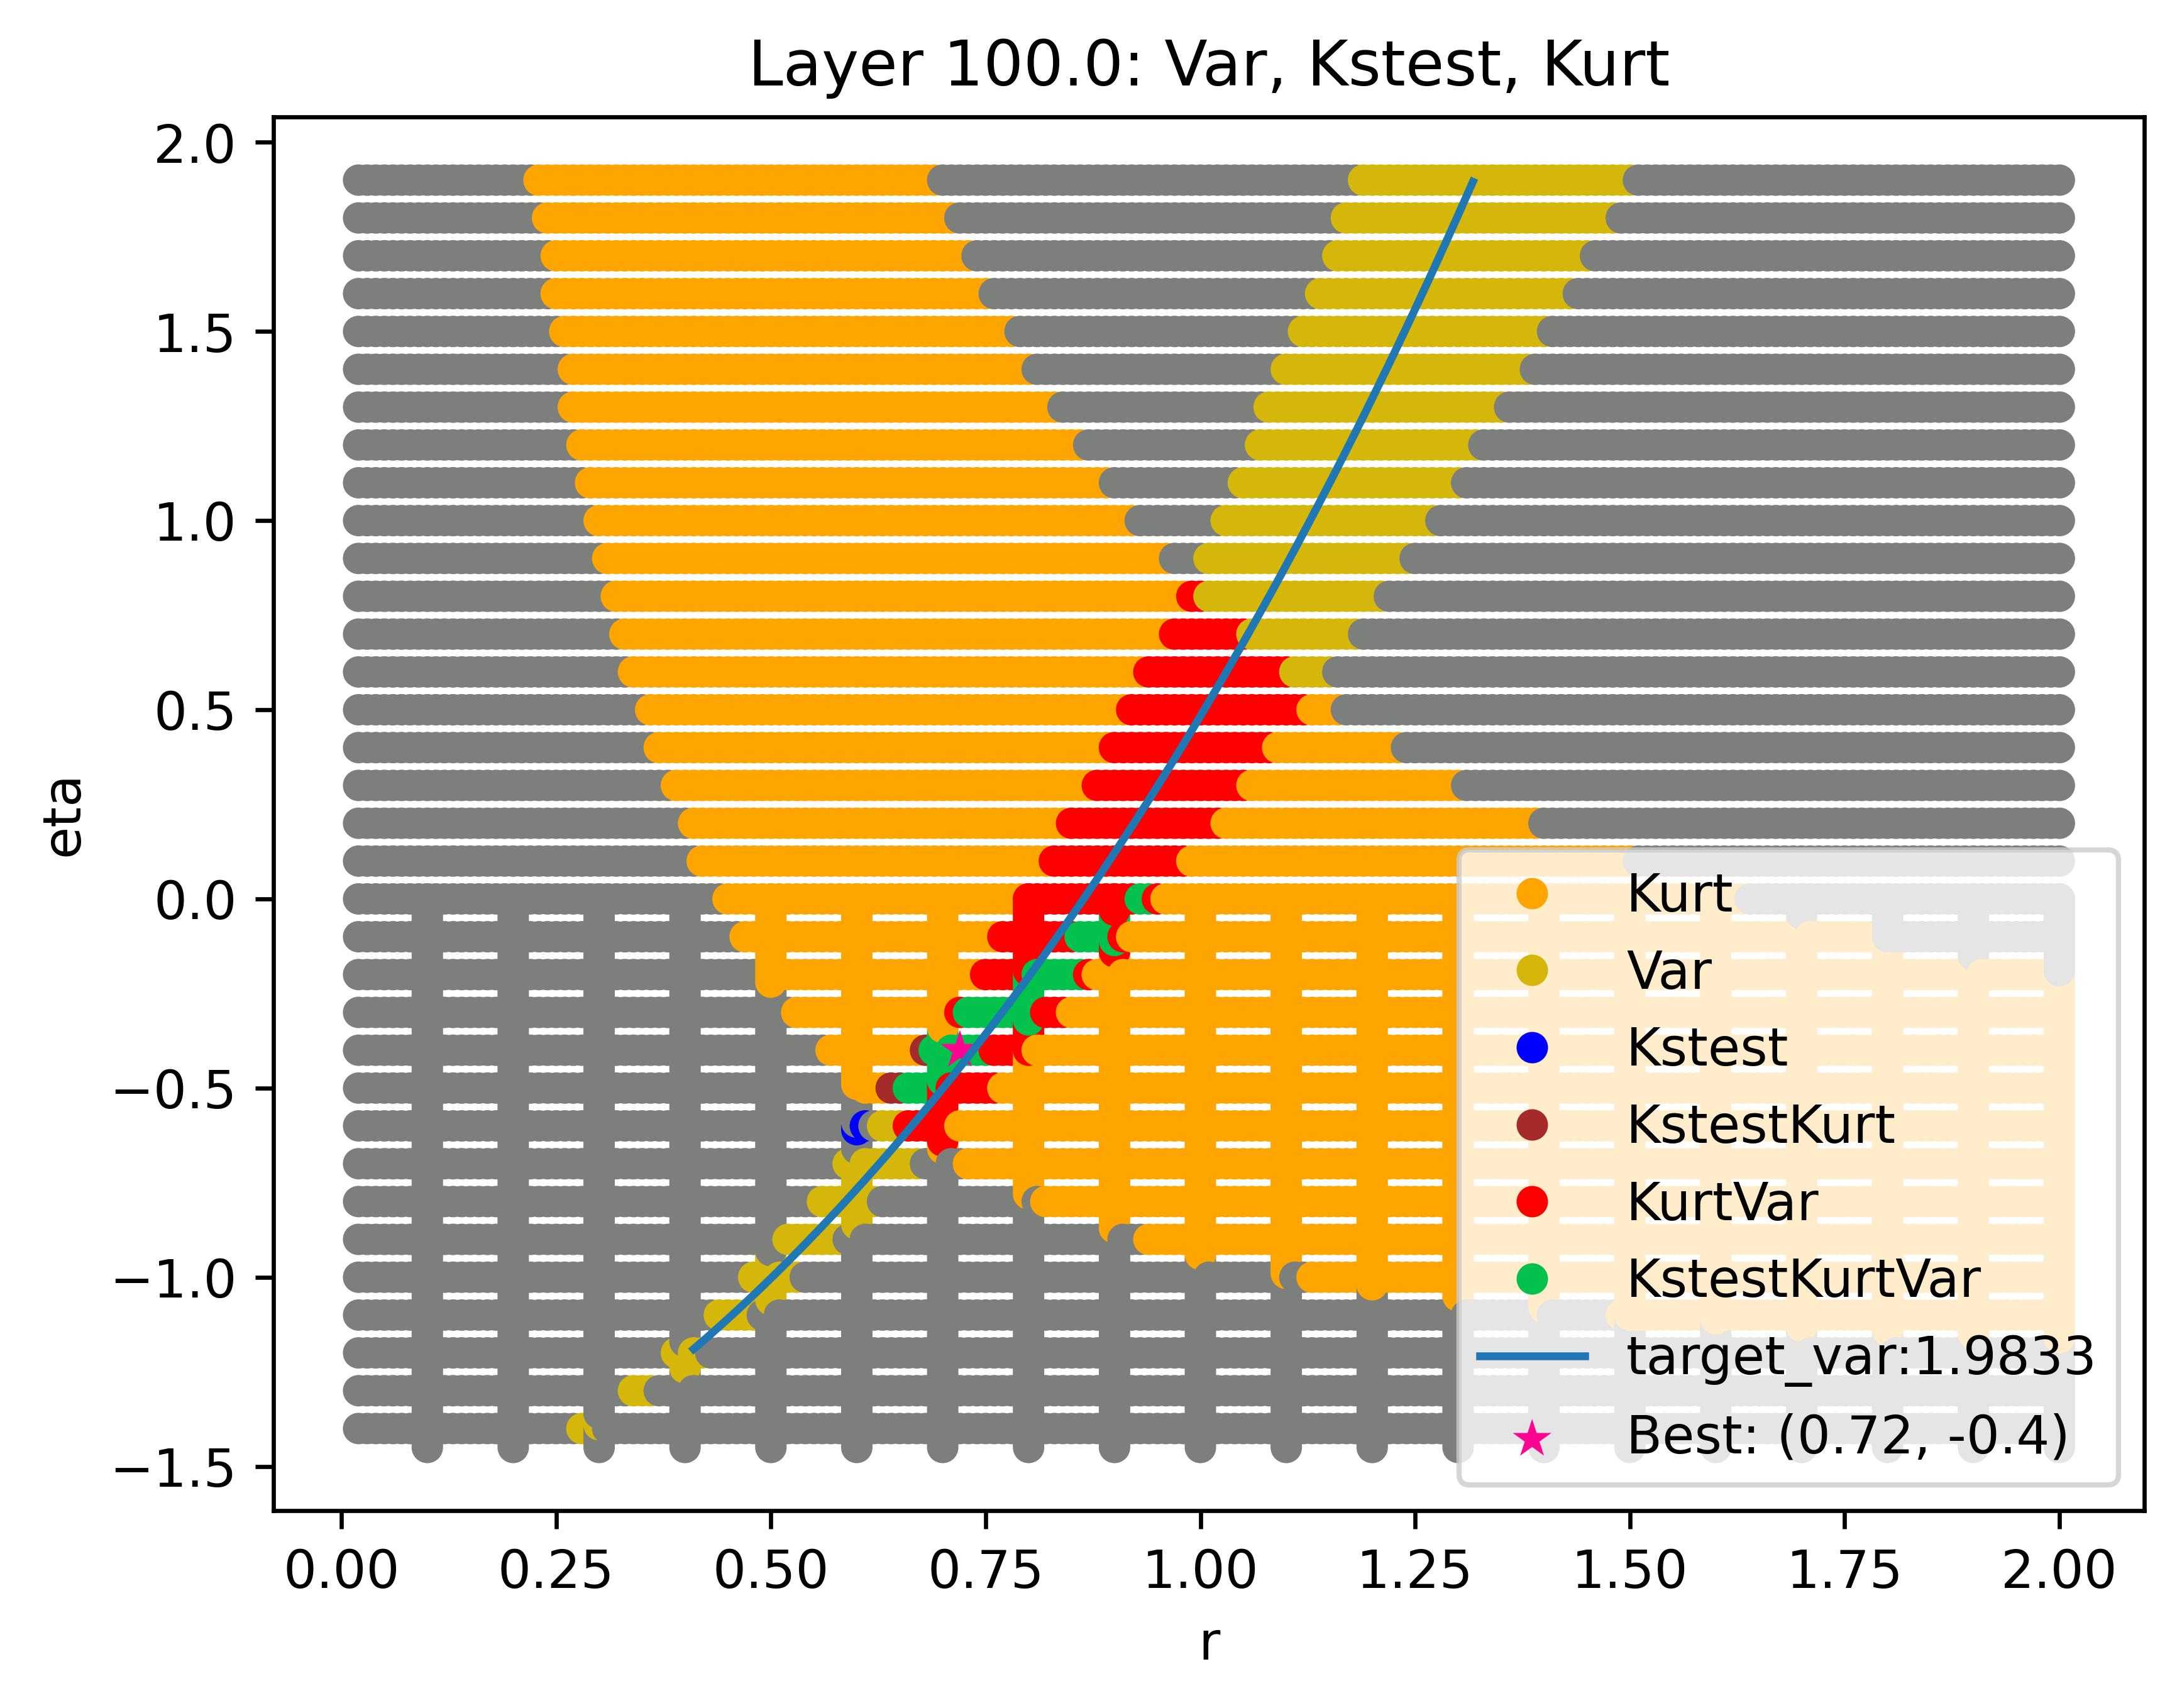 Layer 100.0: Var, Kstest, Kurt
2.0
1.5
1.0
0.5
0.0
−0.5
−1.0
−1.5
eta
Kurt
Var
Kstest
KstestKurt
KurtVar
KstestKurtVar
target_var:1.9833
Best: (0.72, -0.4)
0.00 0.25 0.50 0.75 1.00 1.25 1.50 1.75 2.00
r